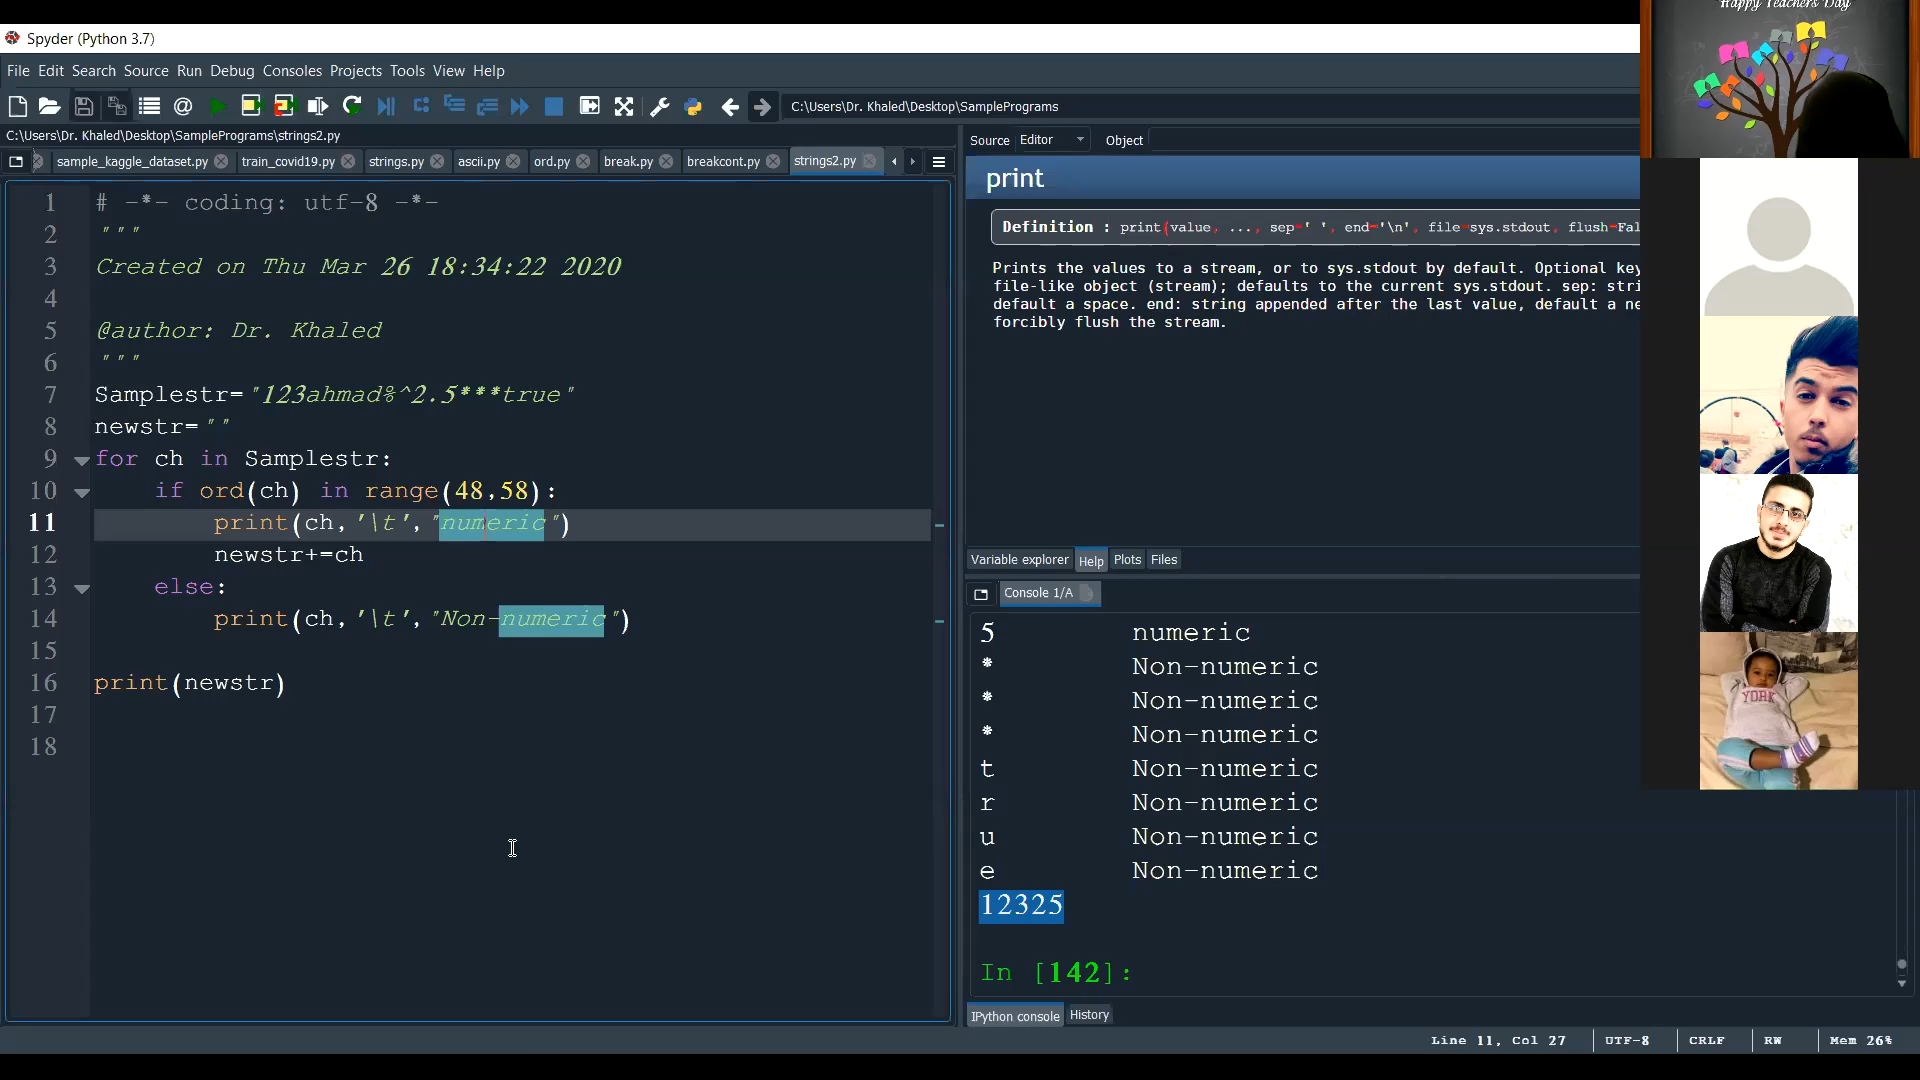 Happy Teachers Day
Spyder (Python 3.7)
File Edit Search Source Run Debug Consoles Projects Tools View Help
C:\Users\Dr. Khaled\Desktop\SamplePrograms
C:\Users\Dr. Khaled\Desktop\SamplePrograms\strings2.py
sample_kaggle_dataset.py train_covid19.py strings.py ascii.py ord.py break.py breakcont.py strings2.py
1 # -*- coding: utf-8 -*-
2 """
3 Created on Thu Mar 26 18:34:22 2020
4
5 @author: Dr. Khaled
6 """
7 Samplestr="123ahmad%^2.5***true"
8 newstr=""
9 for ch in Samplestr:
10 if ord(ch) in range(48,58):
11 print(ch,'\t',"numeric")
12 newstr+=ch
13 else:
14 print(ch,'\t',"Non-numeric")
15
16 print(newstr)
17
18
Source Editor Object
print
Definition : print(value, ..., sep=' ', end='\n', file=sys.stdout, flush=Fal
Prints the values to a stream, or to sys.stdout by default. Optional key
file-like object (stream); defaults to the current sys.stdout. sep: stri
default a space. end: string appended after the last value, default a ne
forcibly flush the stream.
Variable explorer Help Plots Files
Console 1/A
5 numeric
* Non-numeric
* Non-numeric
* Non-numeric
t Non-numeric
r Non-numeric
u Non-numeric
e Non-numeric
12325
In [142]:
IPython console History
Line 11, Col 27 UTF-8 CRLF RW Mem 26%
YORK